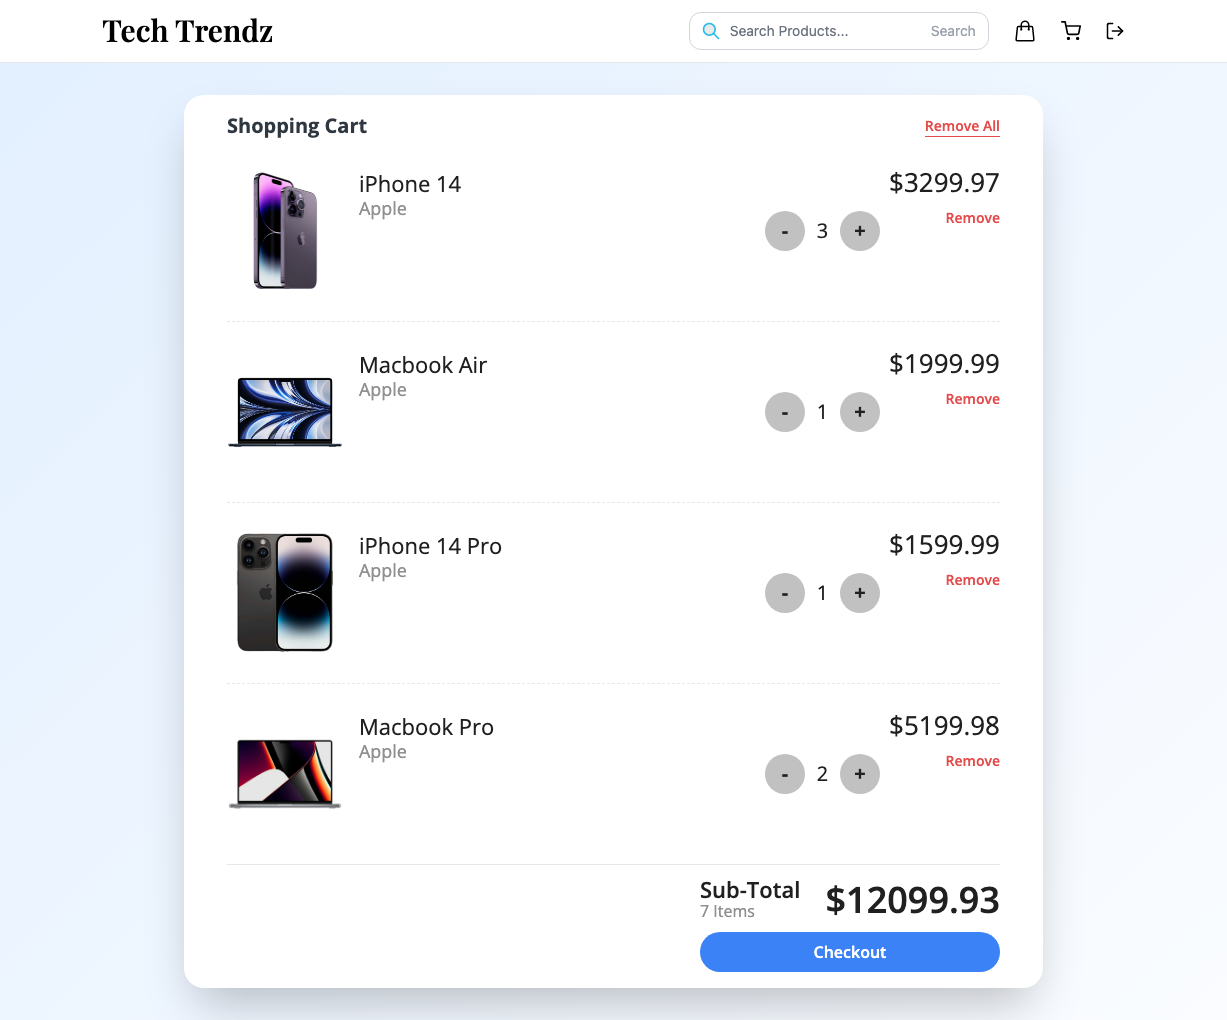 Tech Trendz
Search Products...
Search
Shopping Cart
Remove All
iPhone 14
Apple
- 3 +
$3299.97
Remove
Macbook Air
Apple
- 1 +
$1999.99
Remove
iPhone 14 Pro
Apple
- 1 +
$1599.99
Remove
Macbook Pro
Apple
- 2 +
$5199.98
Remove
Sub-Total
7 Items
$12099.93
Checkout